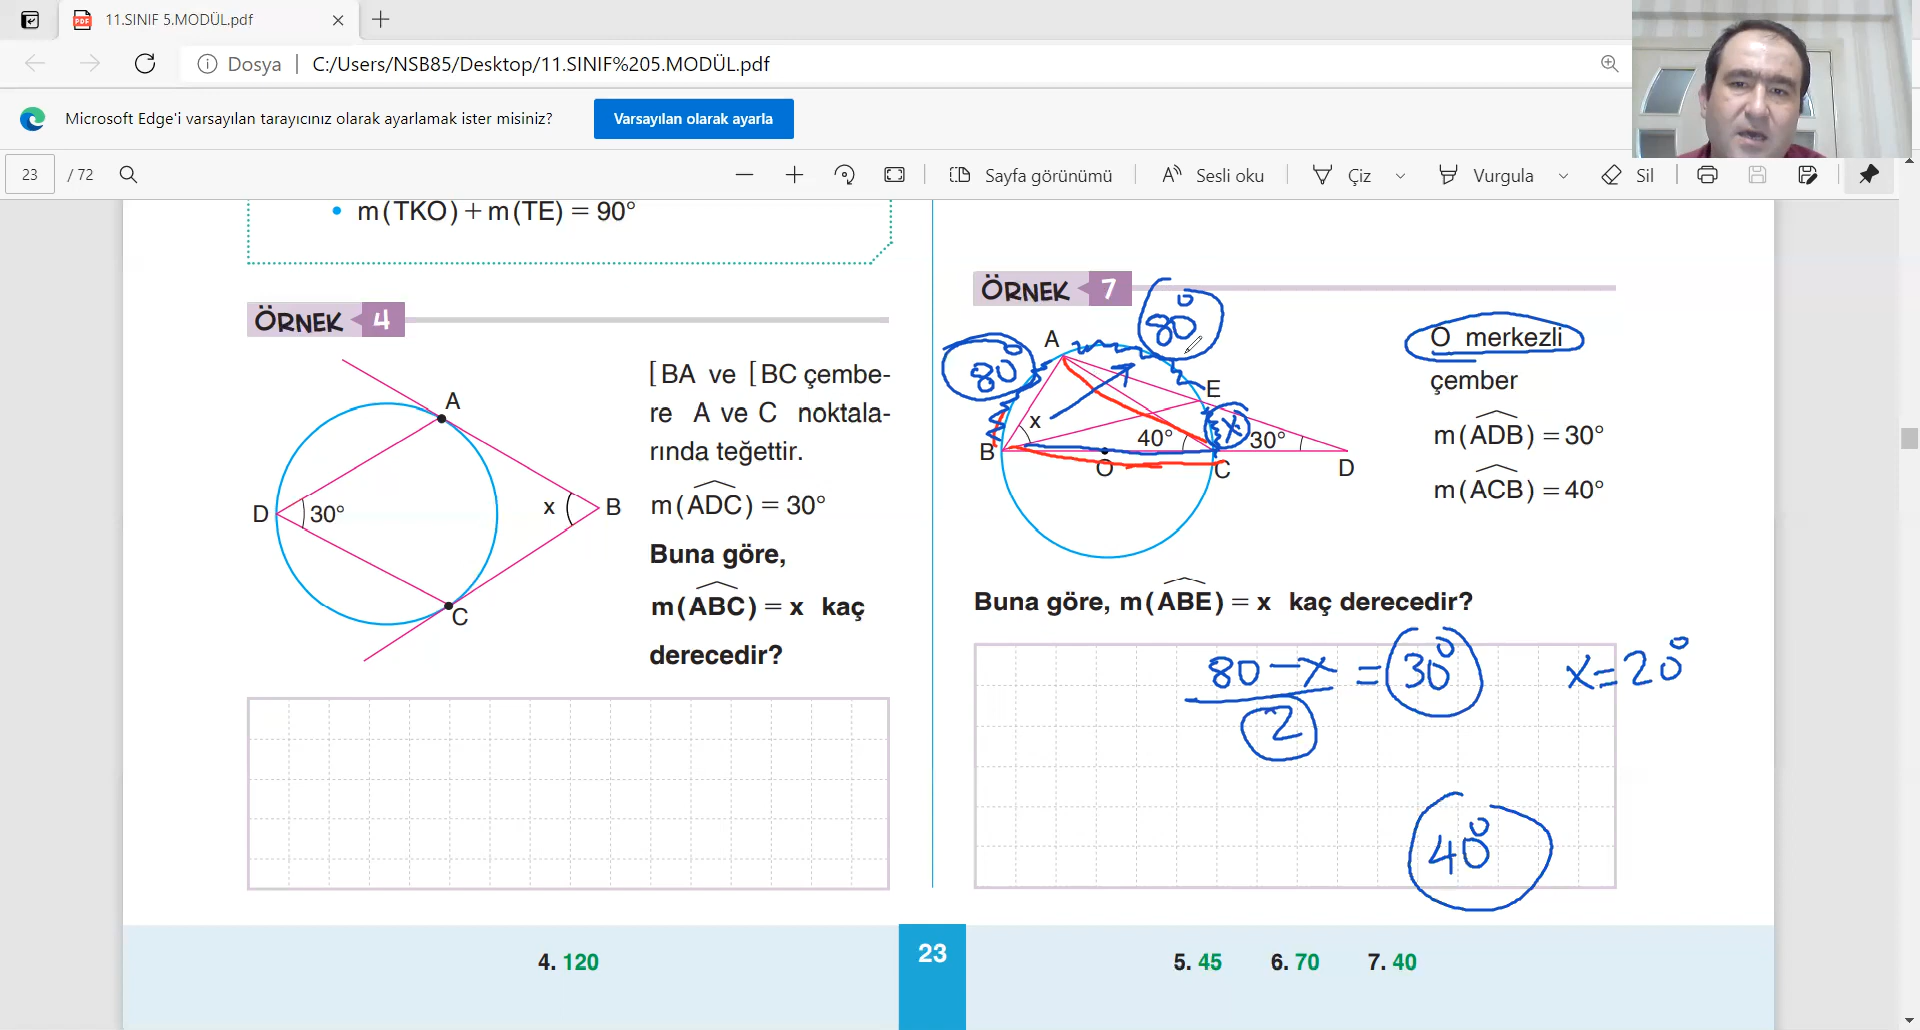 11.SINIF 5.MODÜL.pdf
Dosya
C:/Users/NSB85/Desktop/11.SINIF%205.MODÜL.pdf
Microsoft Edge'i varsayılan tarayıcınız olarak ayarlamak ister misiniz?
Varsayılan olarak ayarla
23 / 72
Sayfa görünümü
Sesli oku
Çiz
Vurgula
Sil
• m(TKO) + m(TE) = 90°
ÖRNEK 4
A
D
30°
x
B
C
[BA ve [BC çembe-
re A ve C noktala-
rında teğettir.
m(ADC) = 30°
Buna göre,
m(ABC) = x kaç
derecedir?
ÖRNEK 7
80°
80°
A
E
x
x
40°
30°
B
O
C
D
O merkezli
çember
m(ADB) = 30°
m(ACB) = 40°
Buna göre, m(ABE) = x kaç derecedir?
80 - x = 30°
2
x = 20°
40°
4. 120
23
5. 45 6. 70 7. 40